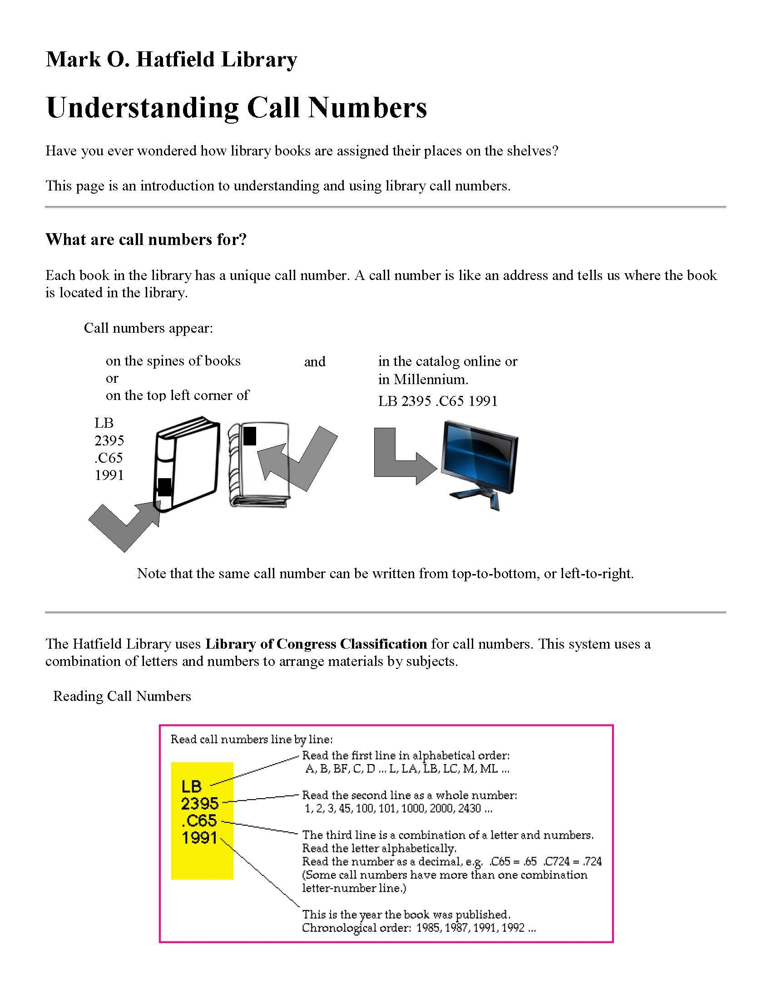 Mark O. Hatfield Library
Understanding Call Numbers
Have you ever wondered how library books are assigned their places on the shelves?
This page is an introduction to understanding and using library call numbers.
What are call numbers for?
Each book in the library has a unique call number. A call number is like an address and tells us where the book
is located in the library.
Call numbers appear:
on the spines of books
or
on the top left corner of
and
in the catalog online or
in Millennium.
LB 2395 .C65 1991
LB
2395
.C65
1991
Note that the same call number can be written from top-to-bottom, or left-to-right.
The Hatfield Library uses Library of Congress Classification for call numbers. This system uses a
combination of letters and numbers to arrange materials by subjects.
Reading Call Numbers
Read call numbers line by line:
LB
2395
.C65
1991
Read the first line in alphabetical order:
A, B, BF, C, D ... L, LA, LB, LC, M, ML ...
Read the second line as a whole number:
1, 2, 3, 45, 100, 101, 1000, 2000, 2430 ...
The third line is a combination of a letter and numbers.
Read the letter alphabetically.
Read the number as a decimal, e.g. .C65 = .65 .C724 = .724
(Some call numbers have more than one combination
letter-number line.)
This is the year the book was published.
Chronological order: 1985, 1987, 1991, 1992 ...